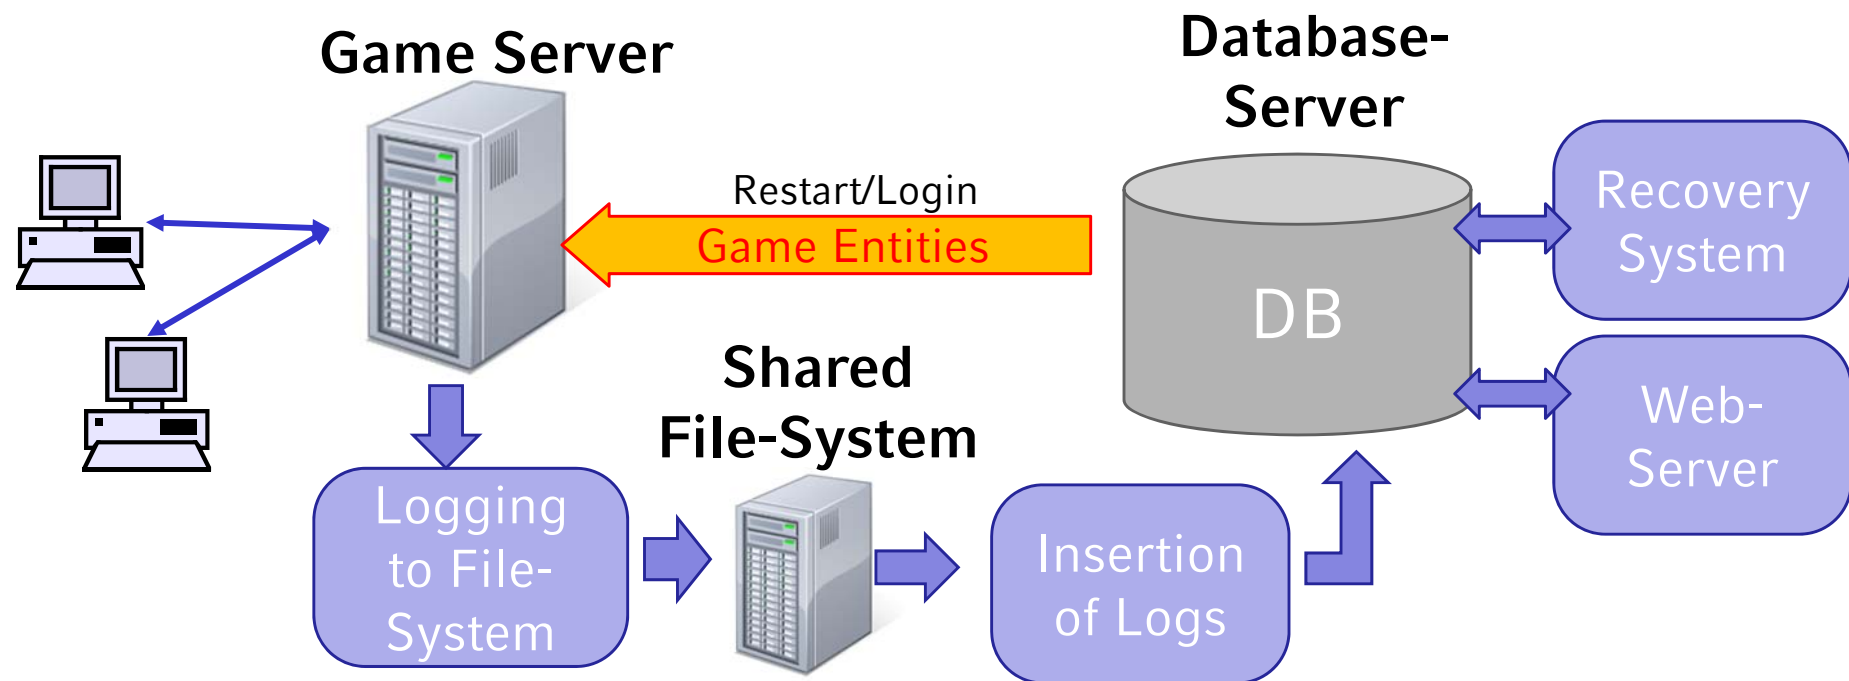 Game Server
Database-
Server
Restart/Login
Game Entities
DB
Recovery
System
Web-
Server
Shared
File-System
Logging
to File-
System
Insertion
of Logs